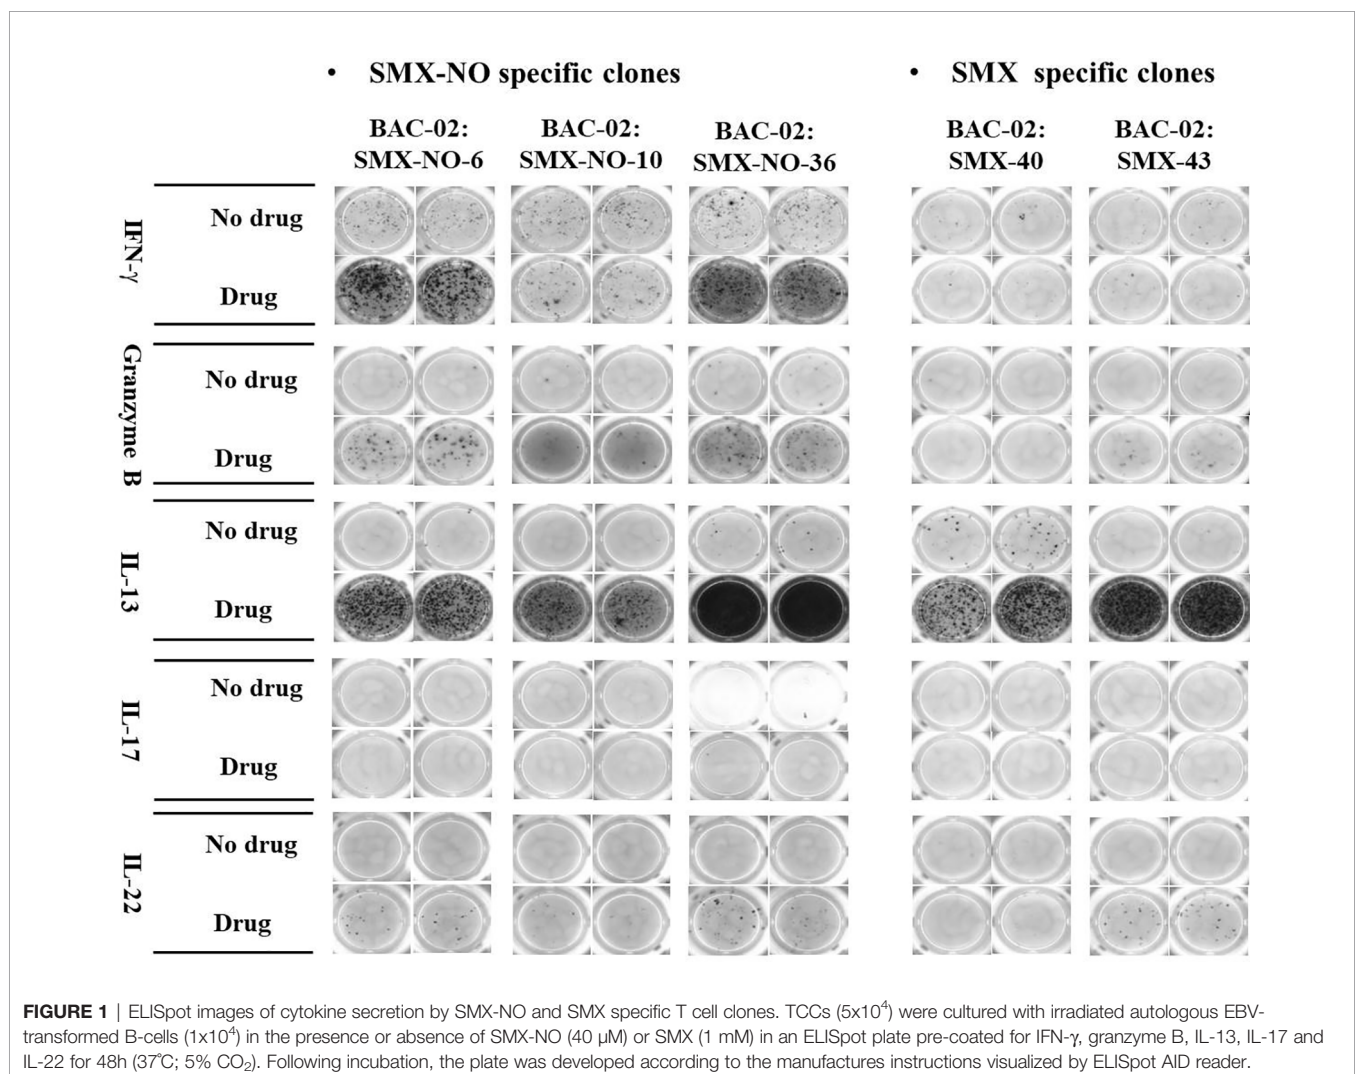 • SMX-NO specific clones
• SMX specific clones
BAC-02:
SMX-NO-6
BAC-02:
SMX-NO-10
BAC-02:
SMX-NO-36
BAC-02:
SMX-40
BAC-02:
SMX-43
IFN-γ
No drug
Drug
Granzyme B
No drug
Drug
IL-13
No drug
Drug
IL-17
No drug
Drug
IL-22
No drug
Drug
FIGURE 1 | ELISpot images of cytokine secretion by SMX-NO and SMX specific T cell clones. TCCs (5x10⁴) were cultured with irradiated autologous EBV-
transformed B-cells (1x10⁴) in the presence or absence of SMX-NO (40 μM) or SMX (1 mM) in an ELISpot plate pre-coated for IFN-γ, granzyme B, IL-13, IL-17 and
IL-22 for 48h (37°C; 5% CO₂). Following incubation, the plate was developed according to the manufactures instructions visualized by ELISpot AID reader.